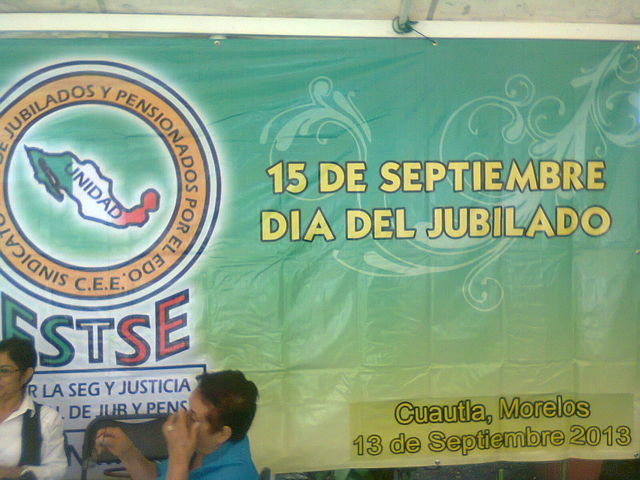 DE JUBILADOS Y PENSIONADOS POR EL EDO.
SINDICATO
C.E.E.
UNIDAD
FSTSE
15 DE SEPTIEMBRE
DIA DEL JUBILADO
R LA SEG Y JUSTICIA
. DE JUB Y PENS
Cuautla, Morelos
13 de Septiembre 2013